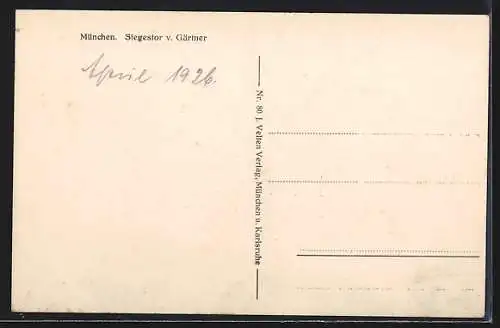 München. Siegestor v. Gärtner
April 1926.
Nr. 80 J. Velten Verlag, München u. Karlsruhe